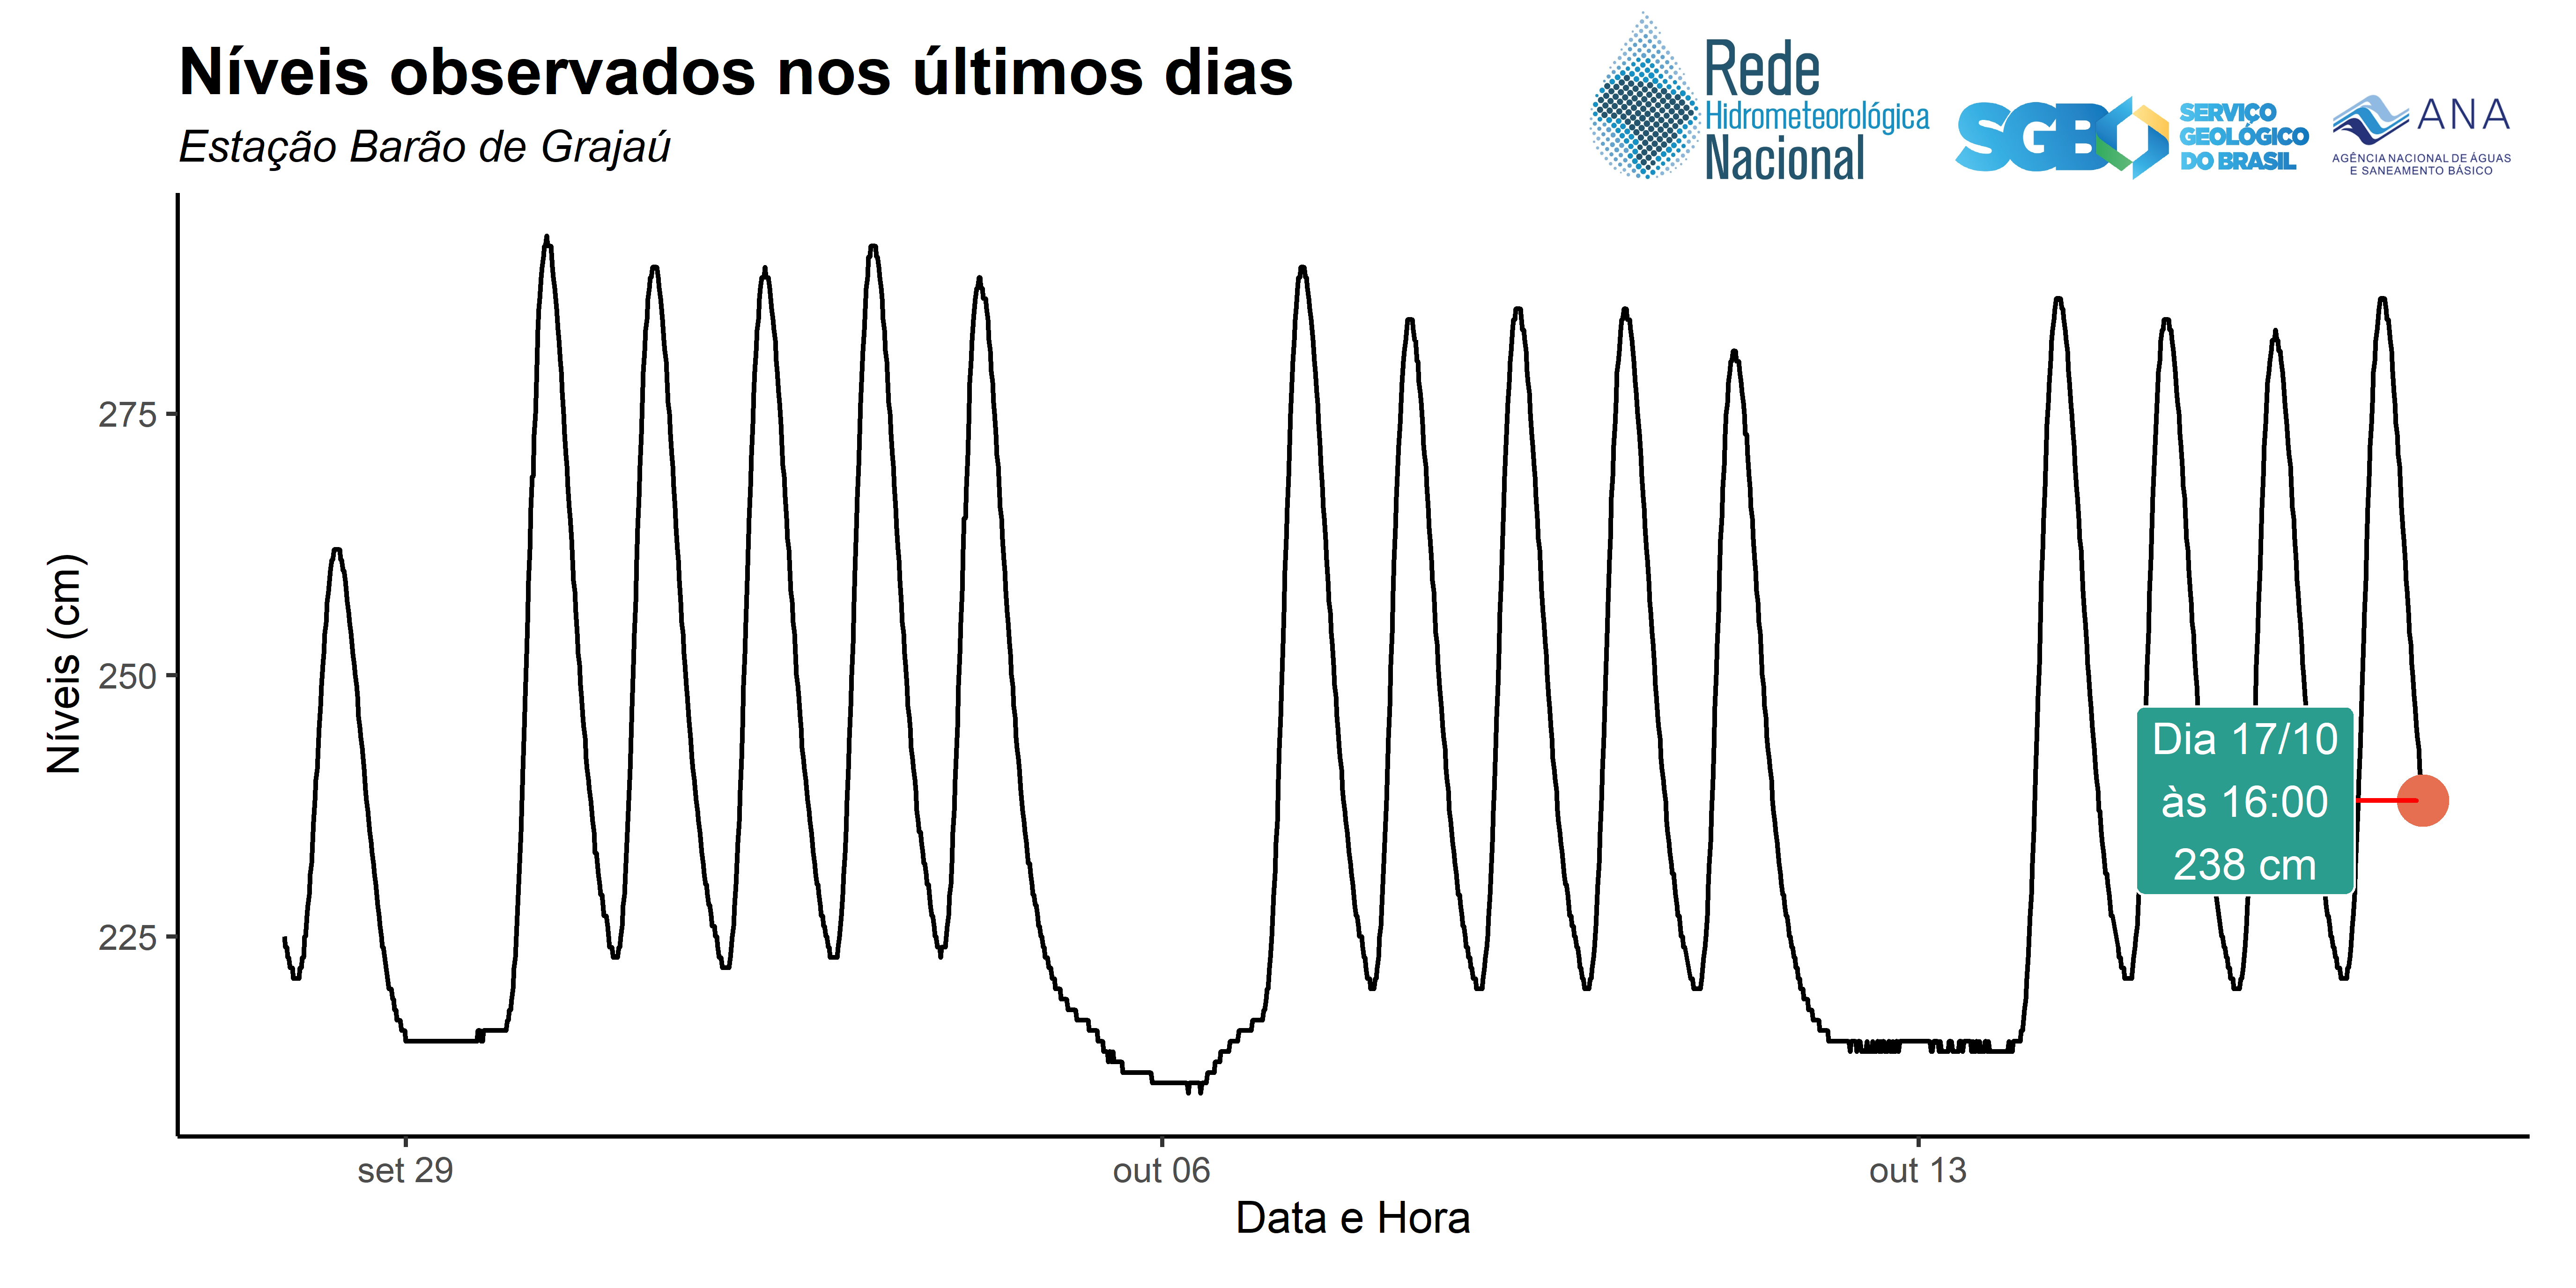 Níveis observados nos últimos dias
Estação Barão de Grajaú
Rede
Hidrometeorológica
Nacional
SGB
SERVIÇO
GEOLÓGICO
DO BRASIL
ANA
AGÊNCIA NACIONAL DE ÁGUAS
E SANEAMENTO BÁSICO
Níveis (cm)
275
250
225
Dia 17/10
às 16:00
238 cm
set 29
out 06
out 13
Data e Hora